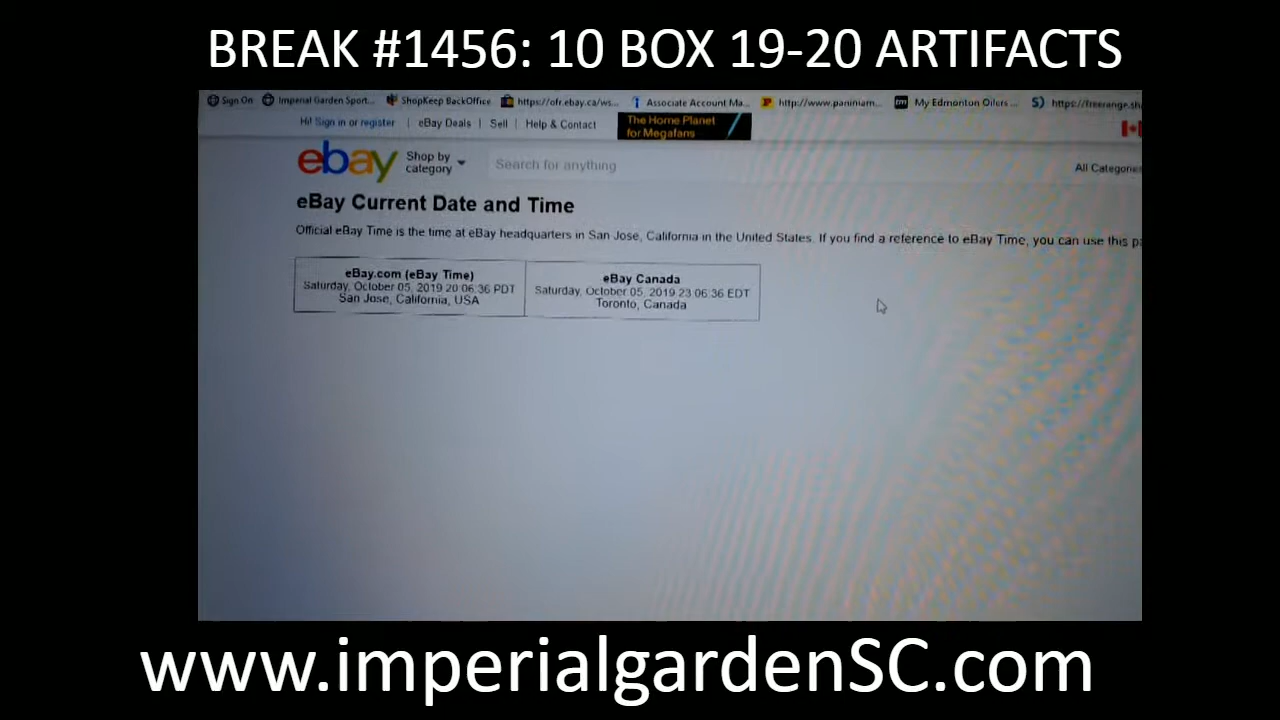 BREAK #1456: 10 BOX 19-20 ARTIFACTS
Sign On Imperial Garden Sport... ShopKeep BackOffice https://ofr.ebay.ca/ws... Associate Account Ma... http://www.paniniam... My Edmonton Oilers ... https://freerange.sh
Hi! Sign in or register | eBay Deals | Sell | Help & Contact
The Home Planet
for Megafans
ebay Shop by
category
Search for anything
All Categories
eBay Current Date and Time
Official eBay Time is the time at eBay headquarters in San Jose, California in the United States. If you find a reference to eBay Time, you can use this pa
eBay.com (eBay Time)
Saturday, October 05, 2019 20:06:36 PDT
San Jose, California, USA
eBay Canada
Saturday, October 05, 2019 23:06:36 EDT
Toronto, Canada
www.imperialgardenSC.com